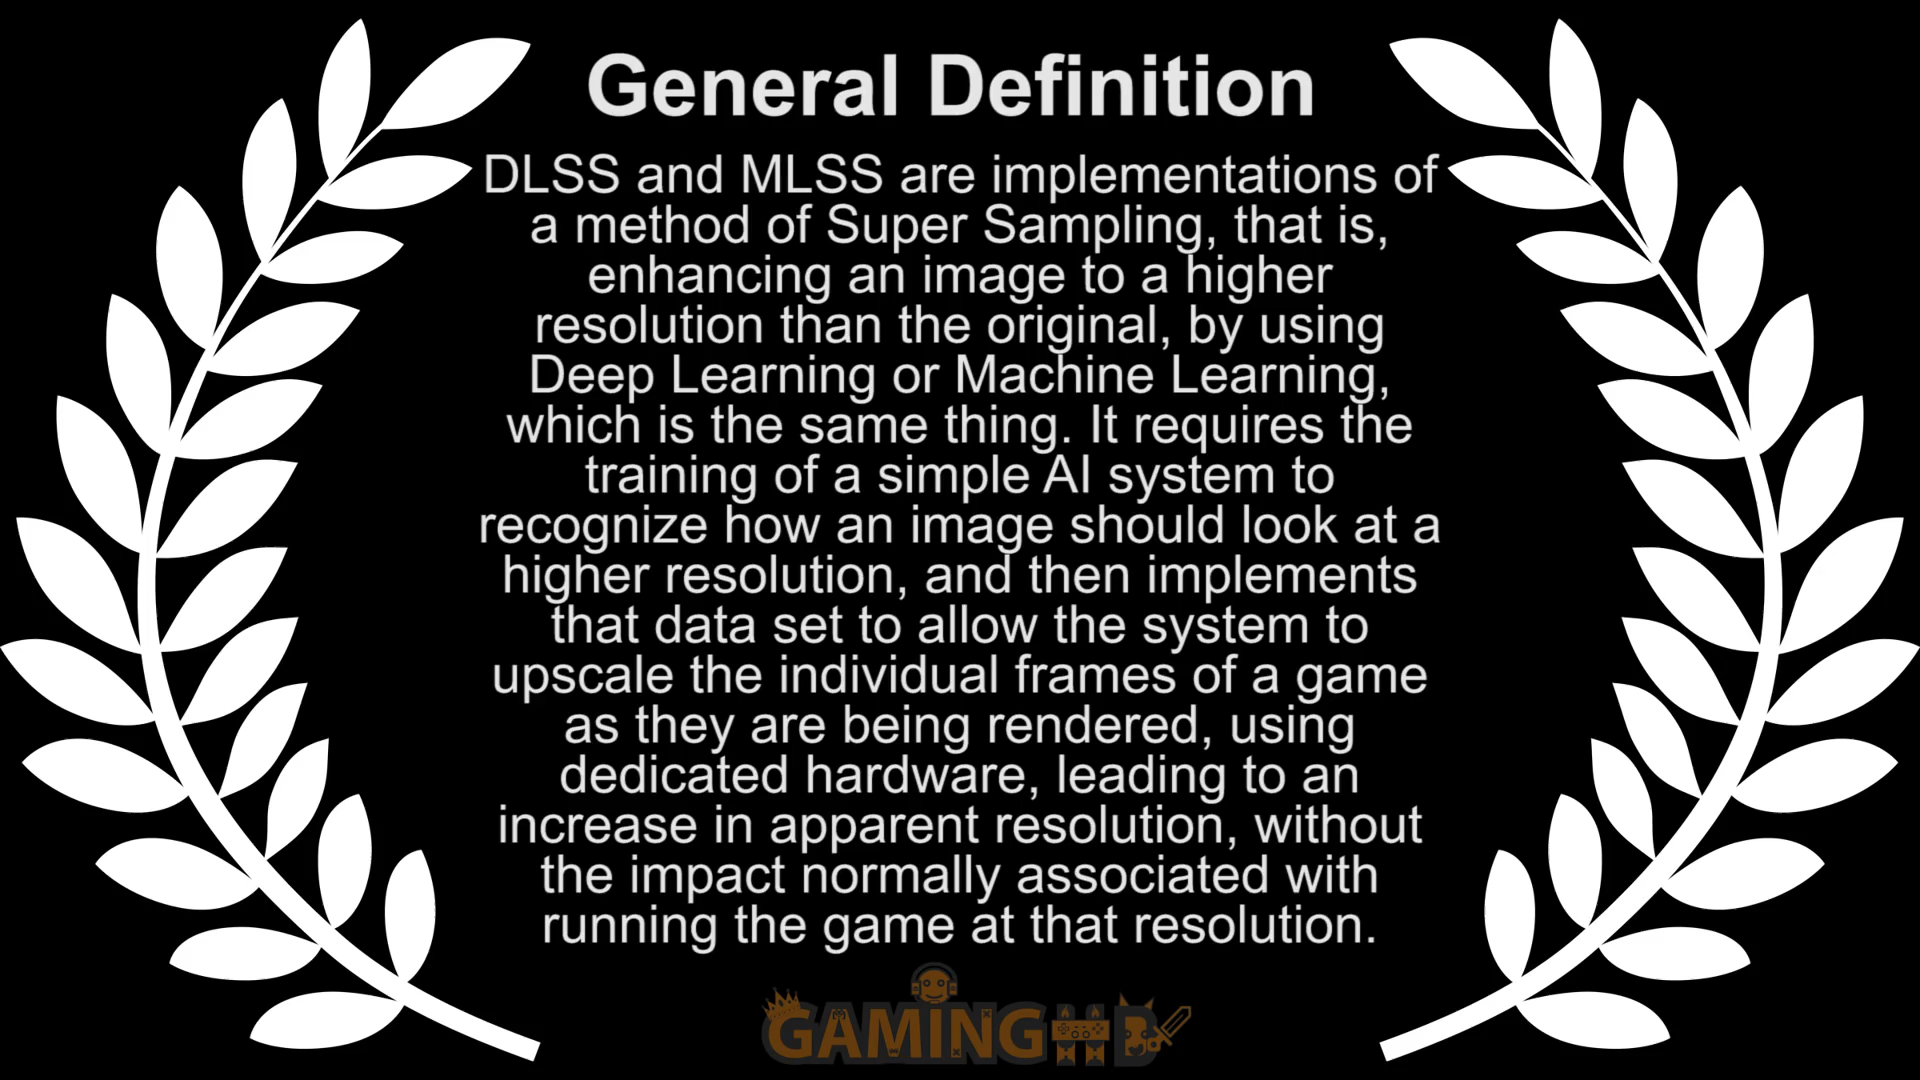 General Definition
DLSS and MLSS are implementations of
a method of Super Sampling, that is,
enhancing an image to a higher
resolution than the original, by using
Deep Learning or Machine Learning,
which is the same thing. It requires the
training of a simple AI system to
recognize how an image should look at a
higher resolution, and then implements
that data set to allow the system to
upscale the individual frames of a game
as they are being rendered, using
dedicated hardware, leading to an
increase in apparent resolution, without
the impact normally associated with
running the game at that resolution.
GAMING HD